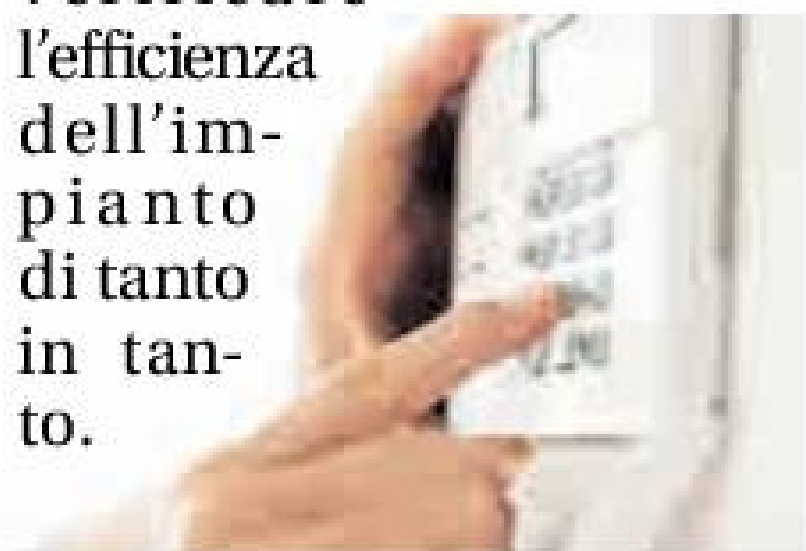 l'efficienza
dell'im-
pianto
di tanto
in tan-
to.